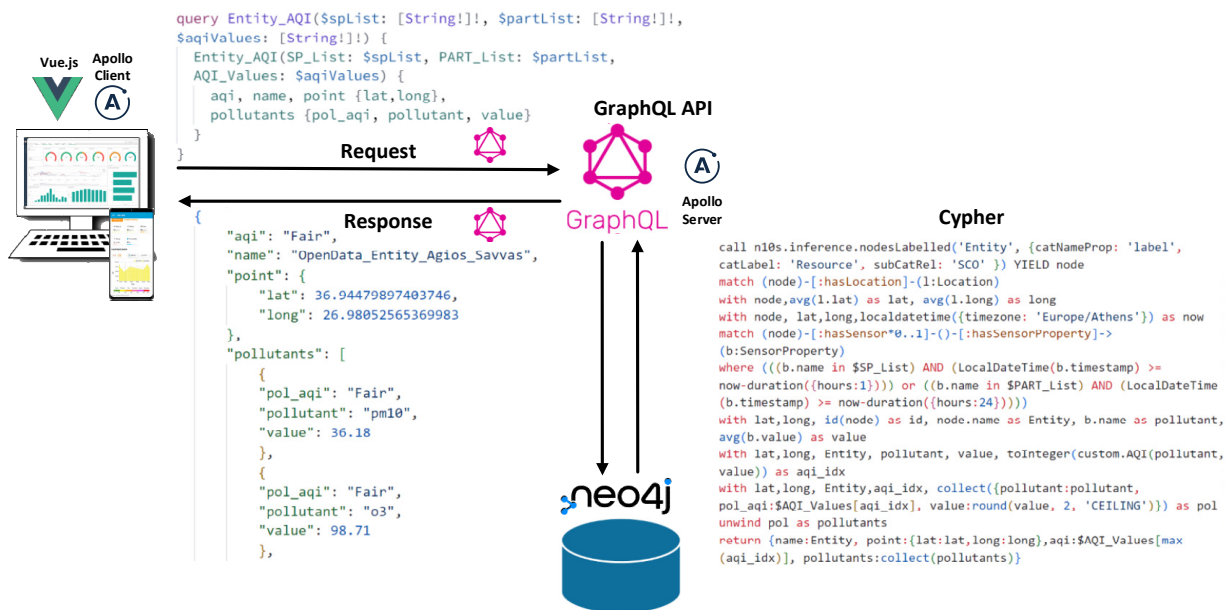 query Entity_AQI($spList: [String!]!, $partList: [String!]!,
$aqiValues: [String!]!) {
Entity_AQI(SP_List: $spList, PART_List: $partList,
AQI_Values: $aqiValues) {
aqi, name, point {lat,long},
pollutants {pol_aqi, pollutant, value}
}
}
Vue.js
Apollo
Client
Request
GraphQL API
GraphQL
Apollo
Server
Response
{
"aqi": "Fair",
"name": "OpenData_Entity_Agios_Savvas",
"point": {
"lat": 36.94479897403746,
"long": 26.98052565369983
},
"pollutants": [
{
"pol_aqi": "Fair",
"pollutant": "pm10",
"value": 36.18
},
{
"pol_aqi": "Fair",
"pollutant": "o3",
"value": 98.71
},
neo4j
Cypher
call n10s.inference.nodesLabelled('Entity', {catNameProp: 'label',
catLabel: 'Resource', subCatRel: 'SCO' }) YIELD node
match (node)-[:hasLocation]-(l:Location)
with node,avg(l.lat) as lat, avg(l.long) as long
with node, lat,long,localdatetime({timezone: 'Europe/Athens'}) as now
match (node)-[:hasSensor*0..1]-()-[:hasSensorProperty]->
(b:SensorProperty)
where (((b.name in $SP_List) AND (LocalDateTime(b.timestamp) >=
now-duration({hours:1}))) or ((b.name in $PART_List) AND (LocalDateTime
(b.timestamp) >= now-duration({hours:24}))))
with lat,long, id(node) as id, node.name as Entity, b.name as pollutant,
avg(b.value) as value
with lat,long, Entity, pollutant, value, toInteger(custom.AQI(pollutant,
value)) as aqi_idx
with lat,long, Entity,aqi_idx, collect({pollutant:pollutant,
pol_aqi:$AQI_Values[aqi_idx], value:round(value, 2, 'CEILING')}) as pol
unwind pol as pollutants
return {name:Entity, point:{lat:lat,long:long},aqi:$AQI_Values[max
(aqi_idx)], pollutants:collect(pollutants)}